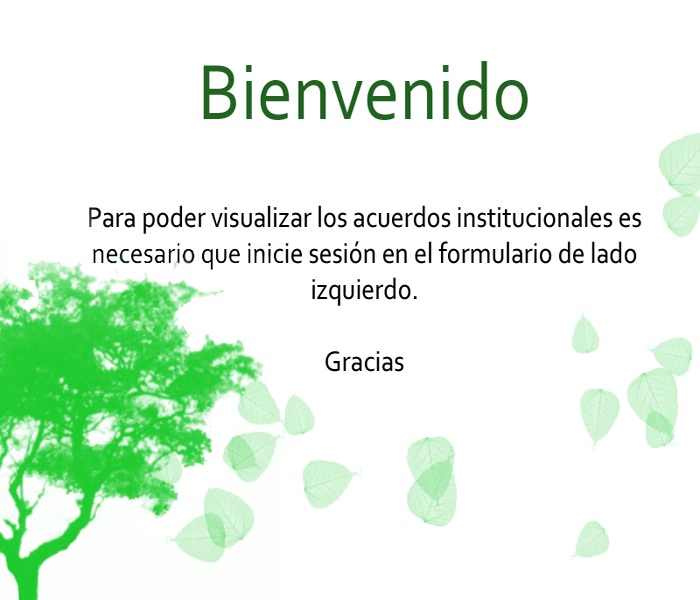 Bienvenido
Para poder visualizar los acuerdos institucionales es
necesario que inicie sesión en el formulario de lado
izquierdo.
Gracias